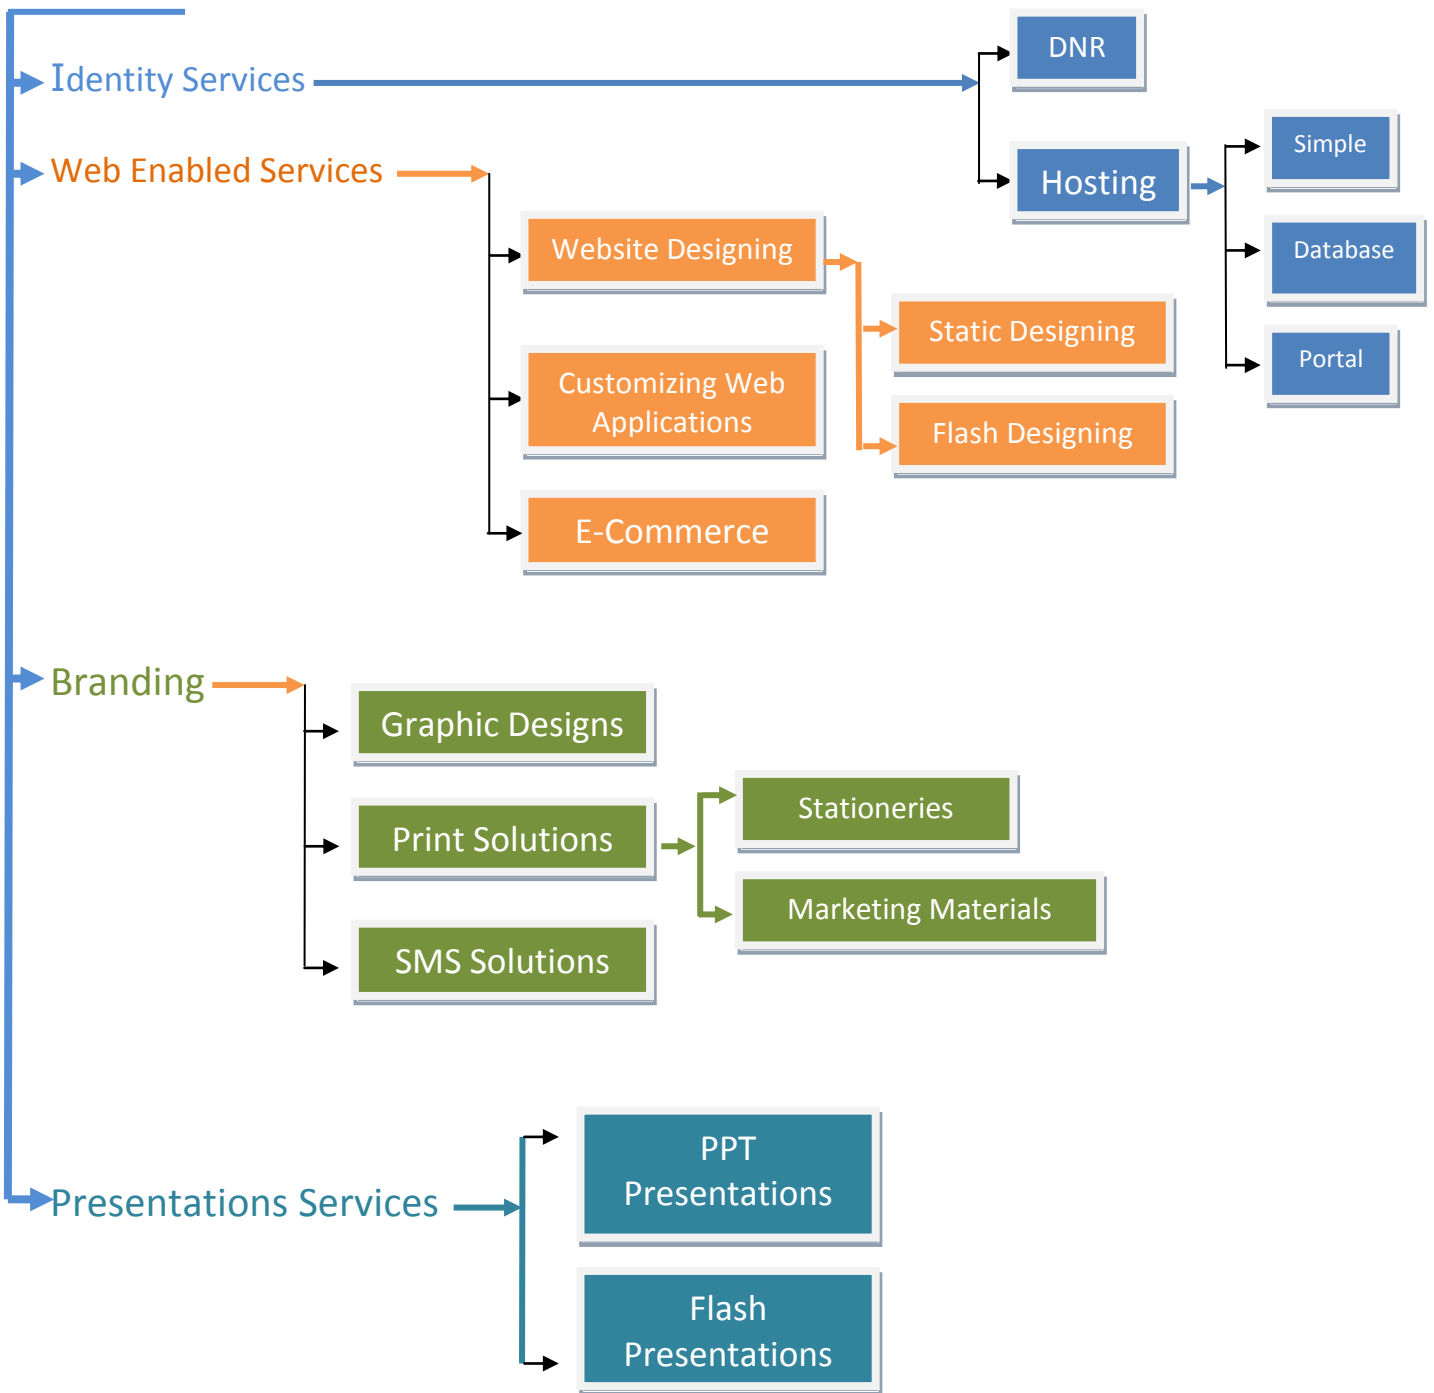 Identity Services
DNR
Hosting
Simple
Database
Portal
Web Enabled Services
Website Designing
Static Designing
Flash Designing
Customizing Web
Applications
E-Commerce
Branding
Graphic Designs
Print Solutions
Stationeries
Marketing Materials
SMS Solutions
Presentations Services
PPT
Presentations
Flash
Presentations